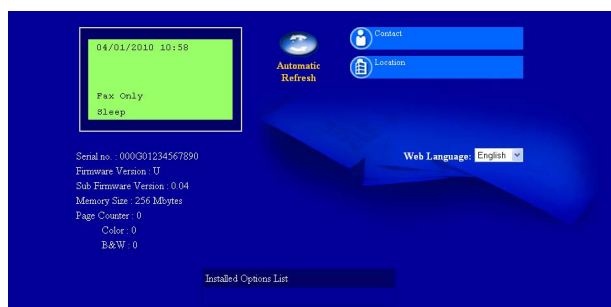 04/01/2010 10:58
Fax Only
Sleep
Automatic
Refresh
Contact
Location
Web Language: English
Serial no. : 000G01234567890
Firmware Version : U
Sub Firmware Version : 0.04
Memory Size : 256 Mbytes
Page Counter : 0
Color : 0
B&W : 0
Installed Options List